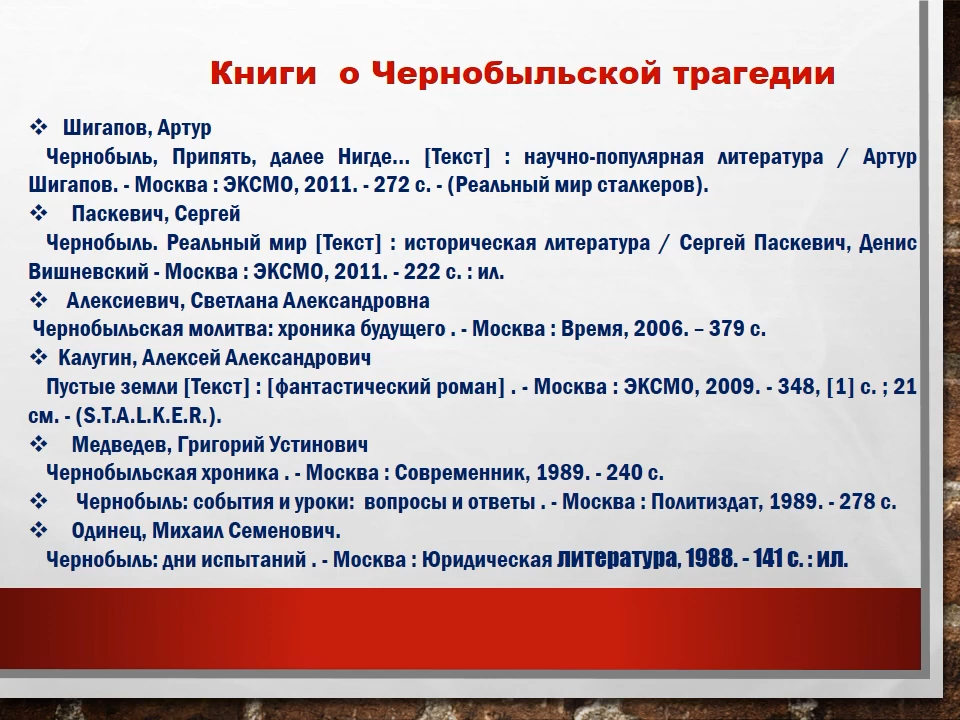 Книги о Чернобыльской трагедии
❖ Шигапов, Артур
Чернобыль, Припять, далее Нигде... [Текст] : научно-популярная литература / Артур
Шигапов. - Москва : ЭКСМО, 2011. - 272 с. - (Реальный мир сталкеров).
❖ Паскевич, Сергей
Чернобыль. Реальный мир [Текст] : историческая литература / Сергей Паскевич, Денис
Вишневский - Москва : ЭКСМО, 2011. - 222 с. : ил.
❖ Алексиевич, Светлана Александровна
Чернобыльская молитва: хроника будущего . - Москва : Время, 2006. – 379 с.
❖ Калугин, Алексей Александрович
Пустые земли [Текст] : [фантастический роман] . - Москва : ЭКСМО, 2009. - 348, [1] с. ; 21
см. - (S.T.A.L.K.E.R.).
❖ Медведев, Григорий Устинович
Чернобыльская хроника . - Москва : Современник, 1989. - 240 с.
❖ Чернобыль: события и уроки: вопросы и ответы . - Москва : Политиздат, 1989. - 278 с.
❖ Одинец, Михаил Семенович.
Чернобыль: дни испытаний . - Москва : Юридическая литература, 1988. - 141 с. : ил.